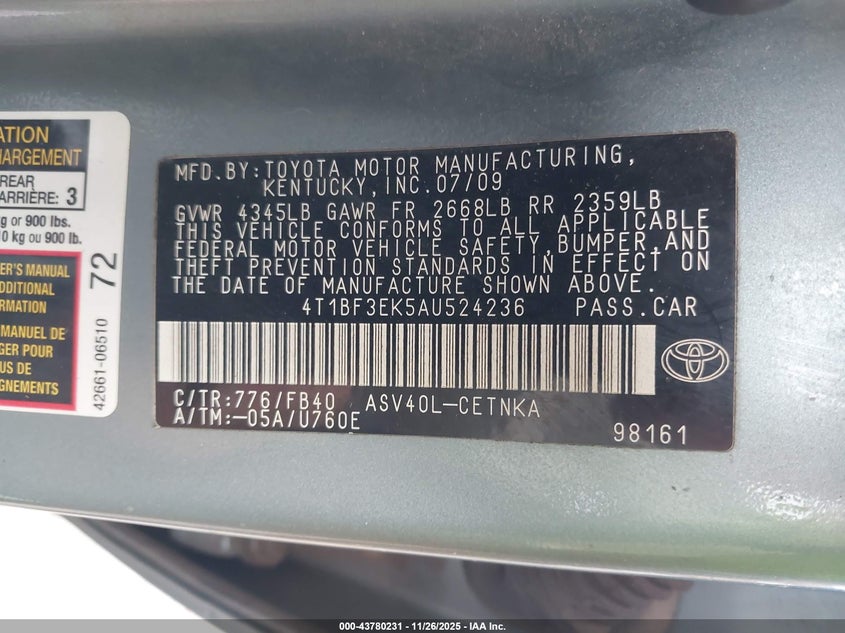 ATION
HARGEMENT
REAR
ARRIÈRE: 3
g or 900 lbs.
10 kg ou 900 lb.
ER'S MANUAL
ADDITIONAL
RMATION
MANUEL DE
GER POUR
US DE
GNEMENTS
42661-06510 72
MFD.BY:TOYOTA MOTOR MANUFACTURING,
KENTUCKY,INC.07/09
GVWR 4345LB GAWR FR 2668LB RR 2359LB
THIS VEHICLE CONFORMS TO ALL APPLICABLE
FEDERAL MOTOR VEHICLE SAFETY,BUMPER,AND
THEFT PREVENTION STANDARDS IN EFFECT ON
THE DATE OF MANUFACTURE SHOWN ABOVE.
4T1BF3EK5AU524236 PASS.CAR
C/TR:776/FB40 ASV40L-CETNKA
A/TM:-05A/U760E
98161
000-43780231 - 11/26/2025 - IAA Inc.